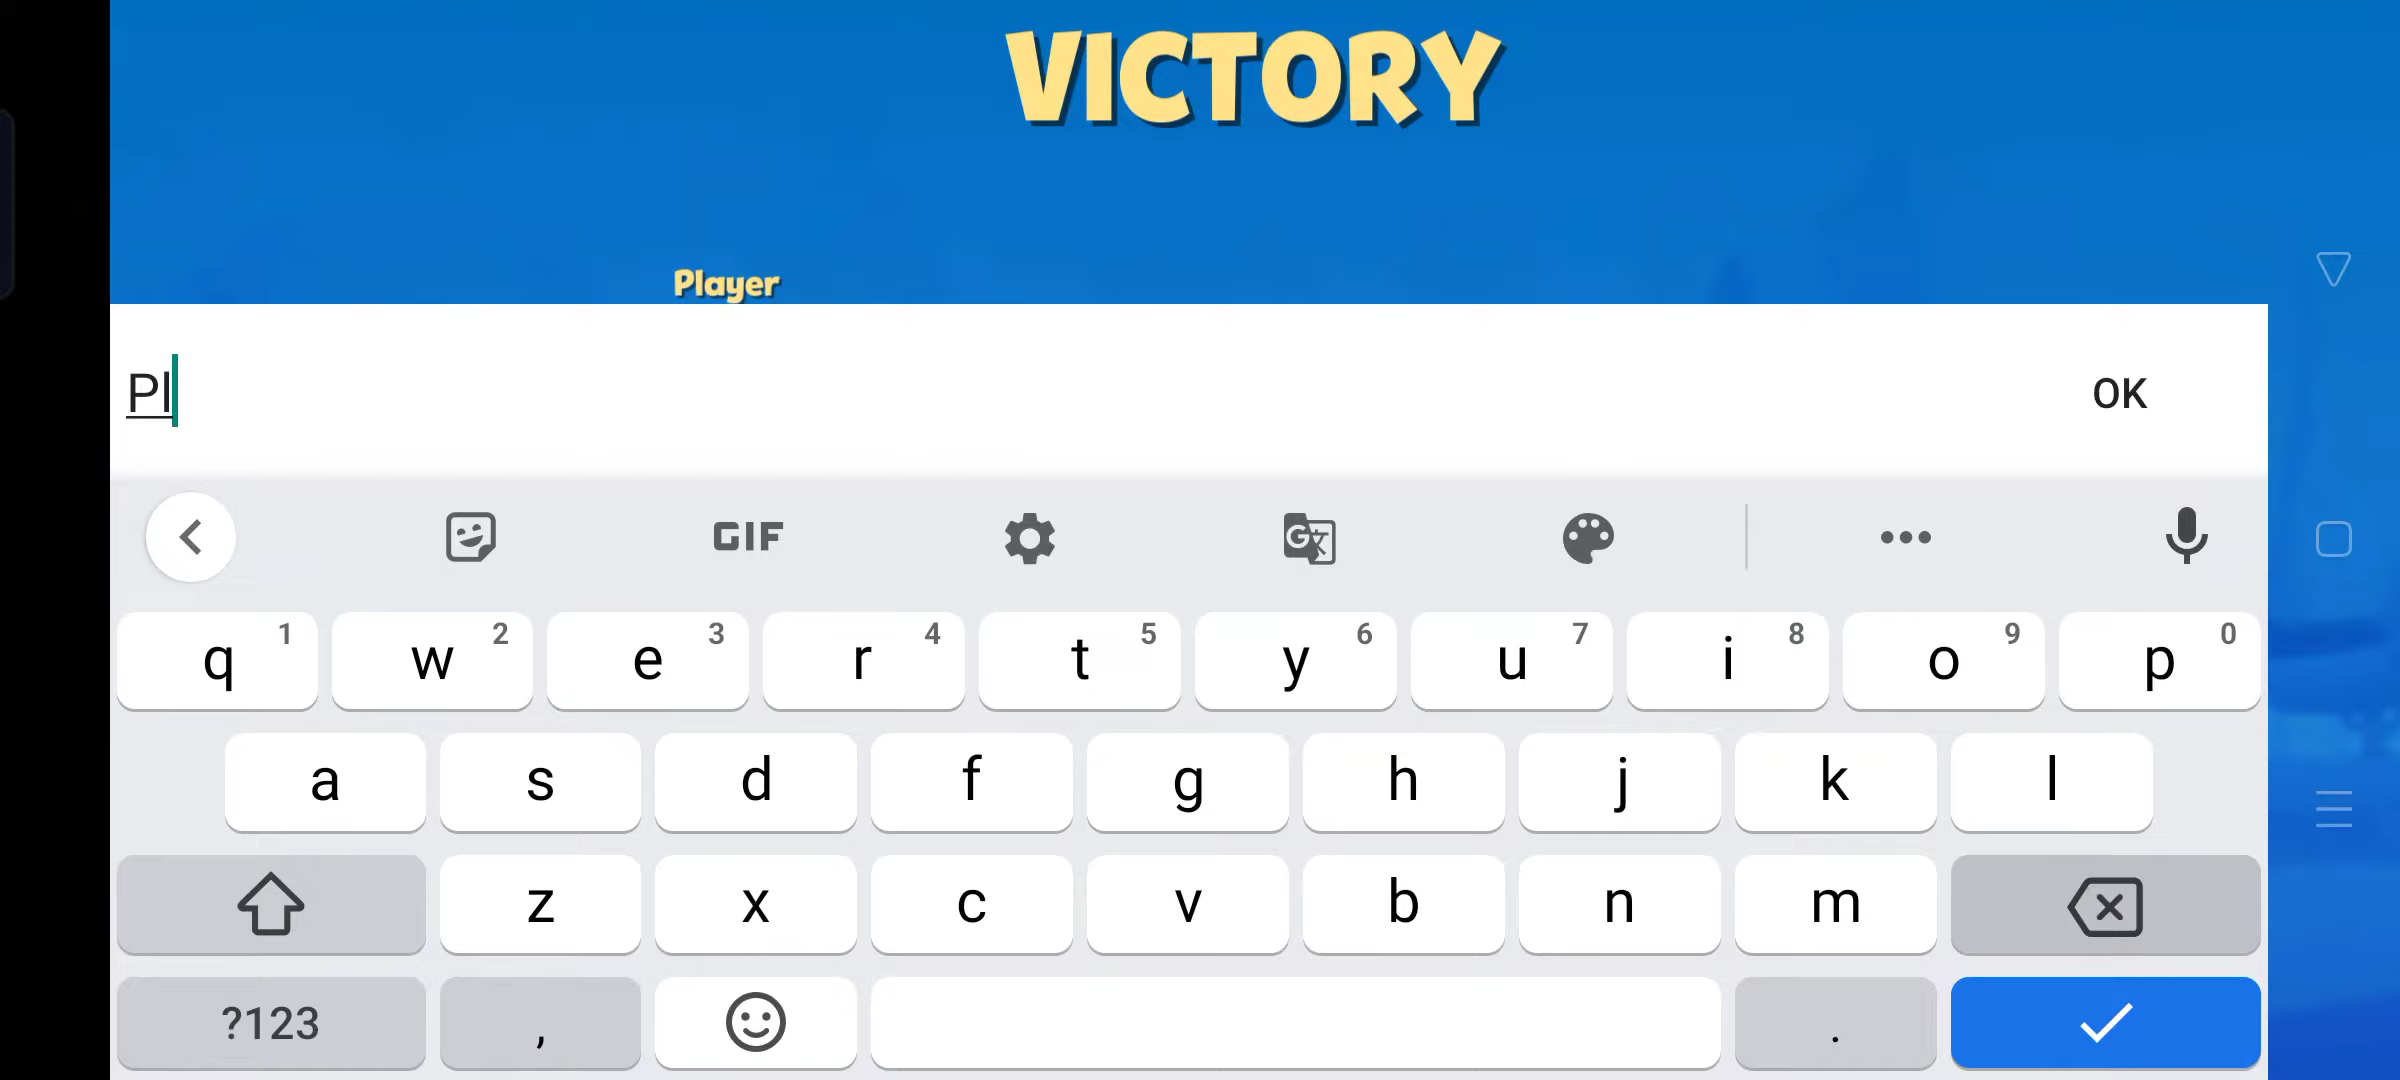 VICTORY
Player
Pl
OK
GIF
q 1 w 2 e 3 r 4 t 5 y 6 u 7 i 8 o 9 p 0
a s d f g h j k l
z x c v b n m
?123 , .